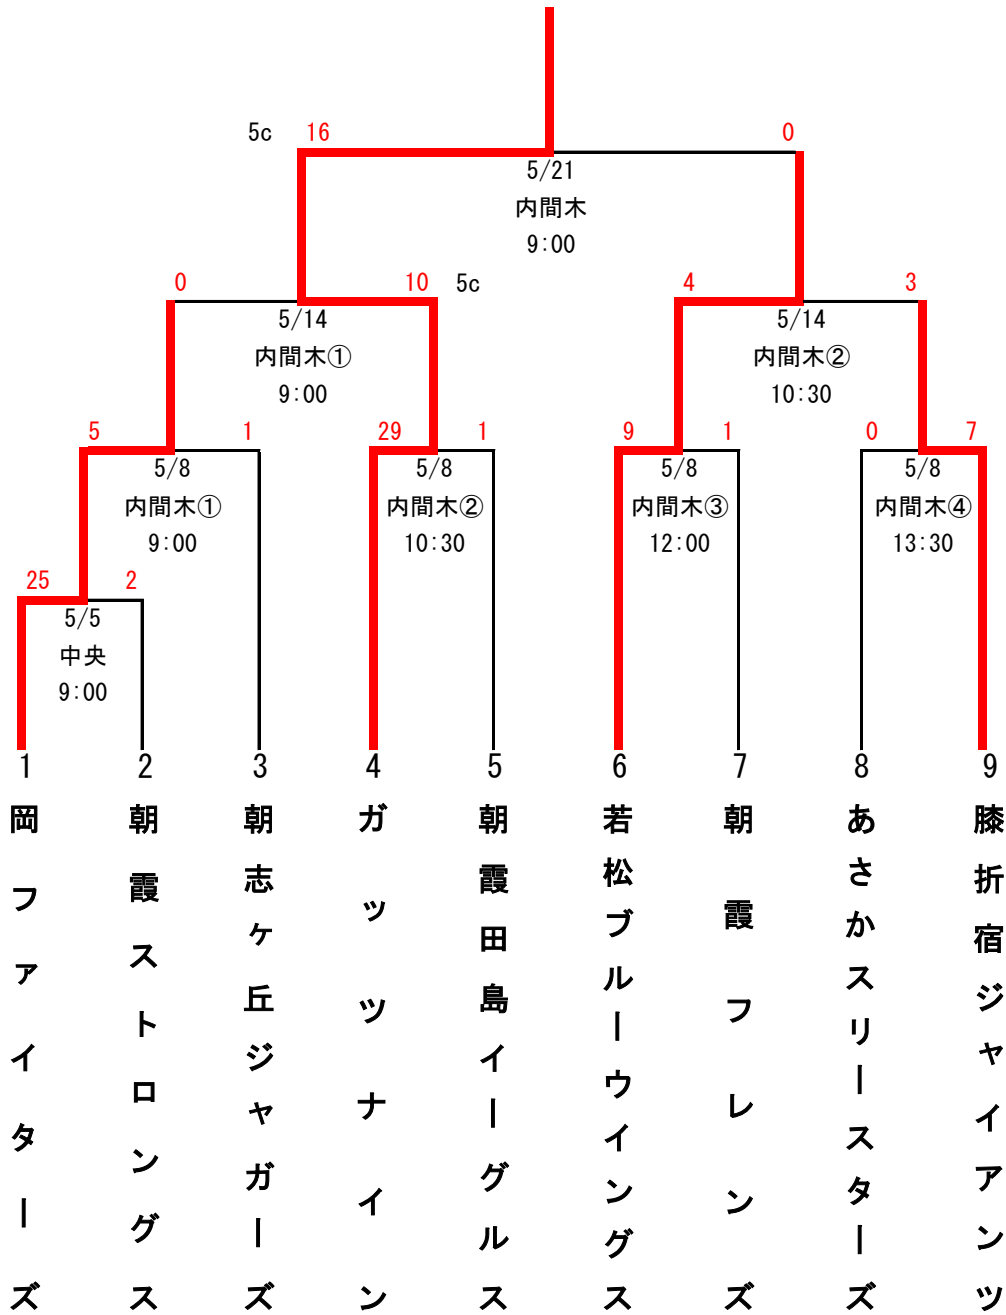 5c 16 0
5/21
内間木
9:00
0 10 5c 4 3
5/14 5/14
内間木① 内間木②
9:00 10:30
5 1 29 1 9 1 0 7
5/8 5/8 5/8 5/8
内間木① 内間木② 内間木③ 内間木④
9:00 10:30 12:00 13:30
25 2
5/5
中央
9:00
1 2 3 4 5 6 7 8 9
岡ファイターズ
朝霞ストロングス
朝志ヶ丘ジャガーズ
ガッツナイン
朝霞田島イーグルス
若松ブルーウイングス
朝霞フレンズ
あさかスリースターズ
膝折宿ジャイアンツ